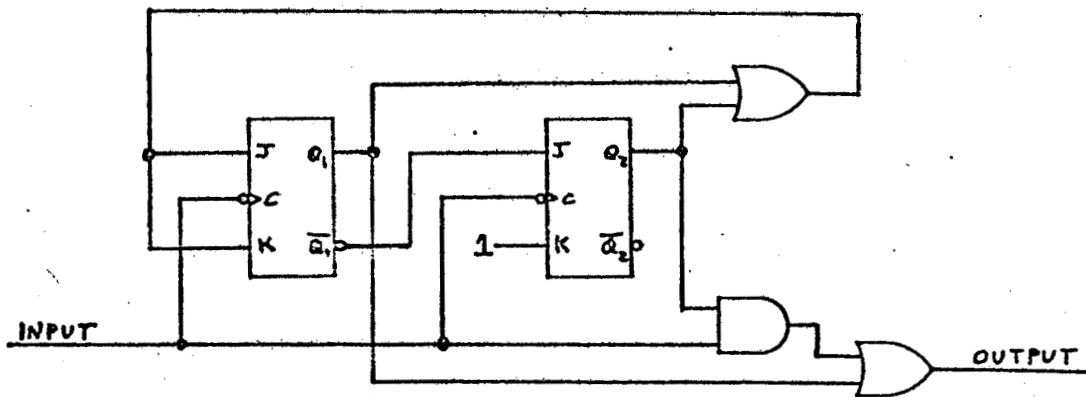 J Q₁ J Q₂
C C
K Q̅₁ 1 K Q̅₂
INPUT
OUTPUT